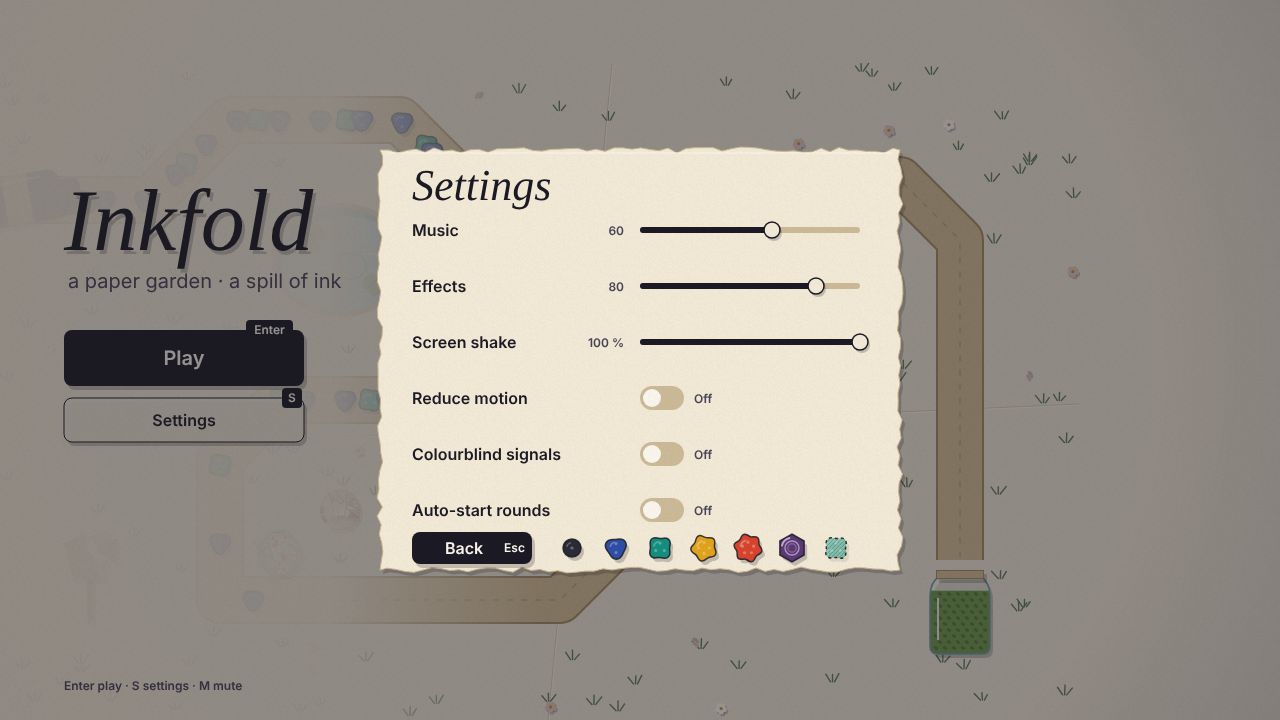 Inkfold
a paper garden · a spill of ink
Enter
Play
S
Settings
Enter play · S settings · M mute
Settings
Music 60
Effects 80
Screen shake 100 %
Reduce motion Off
Colourblind signals Off
Auto-start rounds Off
Back Esc